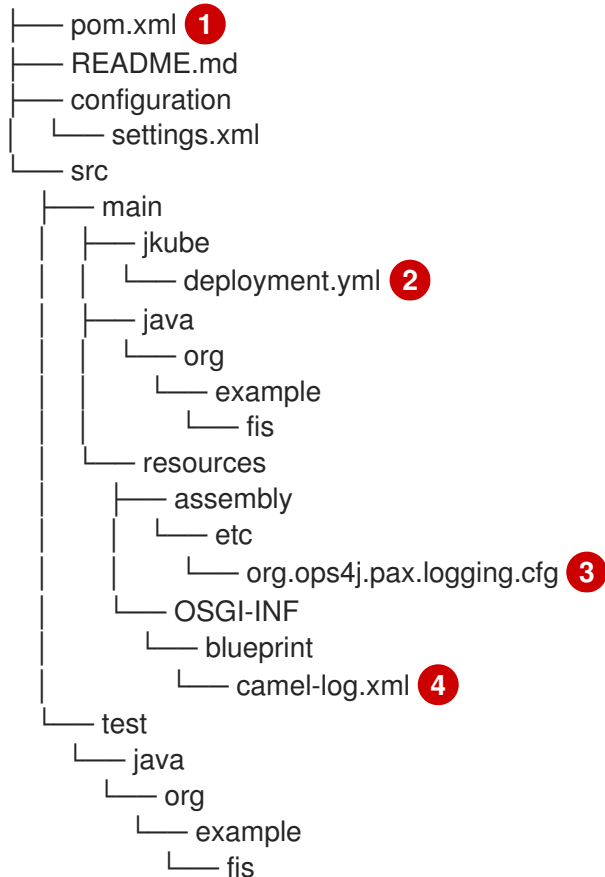 ├── pom.xml 1
├── README.md
├── configuration
│ └── settings.xml
└── src
├── main
│ ├── jkube
│ │ └── deployment.yml 2
│ ├── java
│ │ └── org
│ │ └── example
│ │ └── fis
│ └── resources
│ ├── assembly
│ │ └── etc
│ │ └── org.ops4j.pax.logging.cfg 3
│ └── OSGI-INF
│ └── blueprint
│ └── camel-log.xml 4
└── test
└── java
└── org
└── example
└── fis